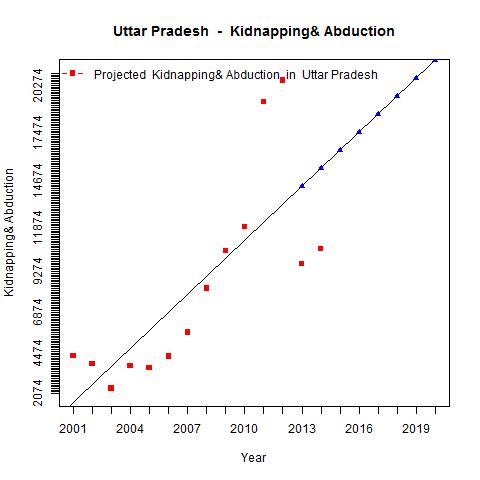 Uttar Pradesh - Kidnapping& Abduction
Projected Kidnapping& Abduction in Uttar Pradesh
Kidnapping& Abduction
20274
17474
14674
11874
9274
6874
4474
2074
2001 2004 2007 2010 2013 2016 2019
Year